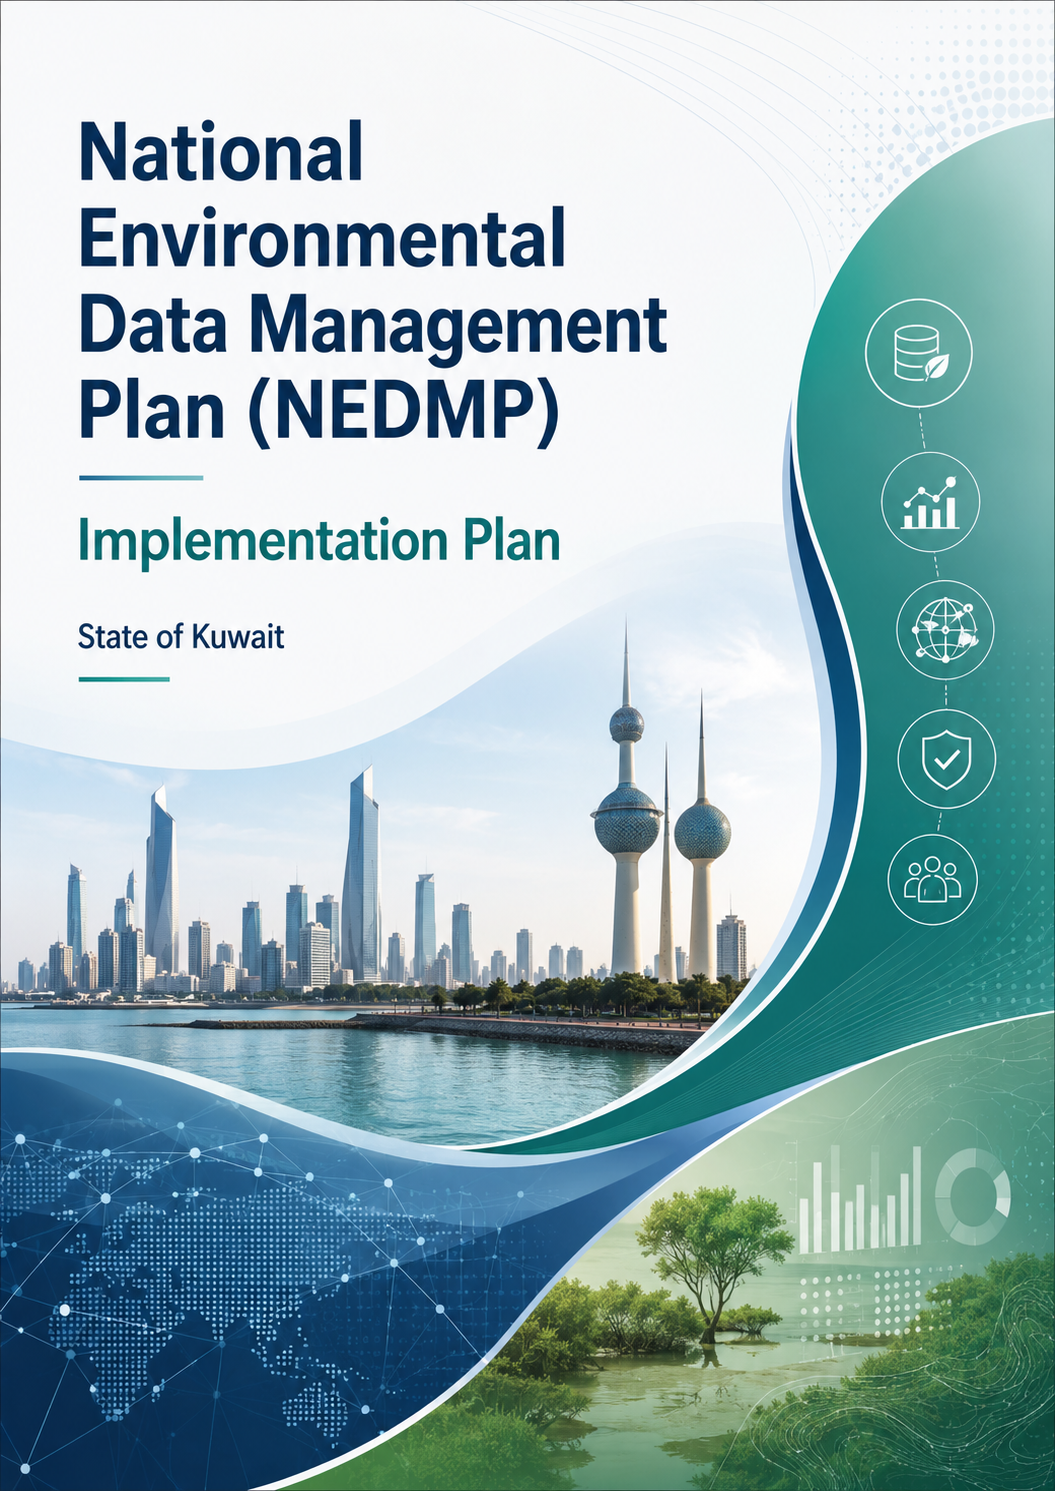 National
Environmental
Data Management
Plan (NEDMP)
Implementation Plan
State of Kuwait